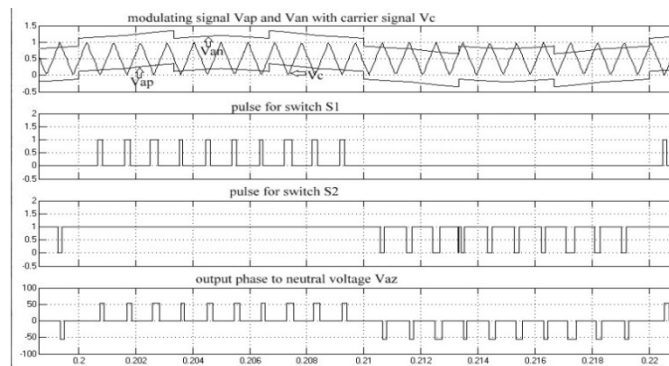 modulating signal Vap and Van with carrier signal Vc
1.5
1
0.5
0
-0.5
Van
Vap
Vc
pulse for switch S1
2
1.5
1
0.5
0
-0.5
pulse for switch S2
2
1.5
1
0.5
0
-0.5
output phase to neutral voltage Vaz
100
50
0
-50
-100
0.2 0.202 0.204 0.206 0.208 0.21 0.212 0.214 0.216 0.218 0.22